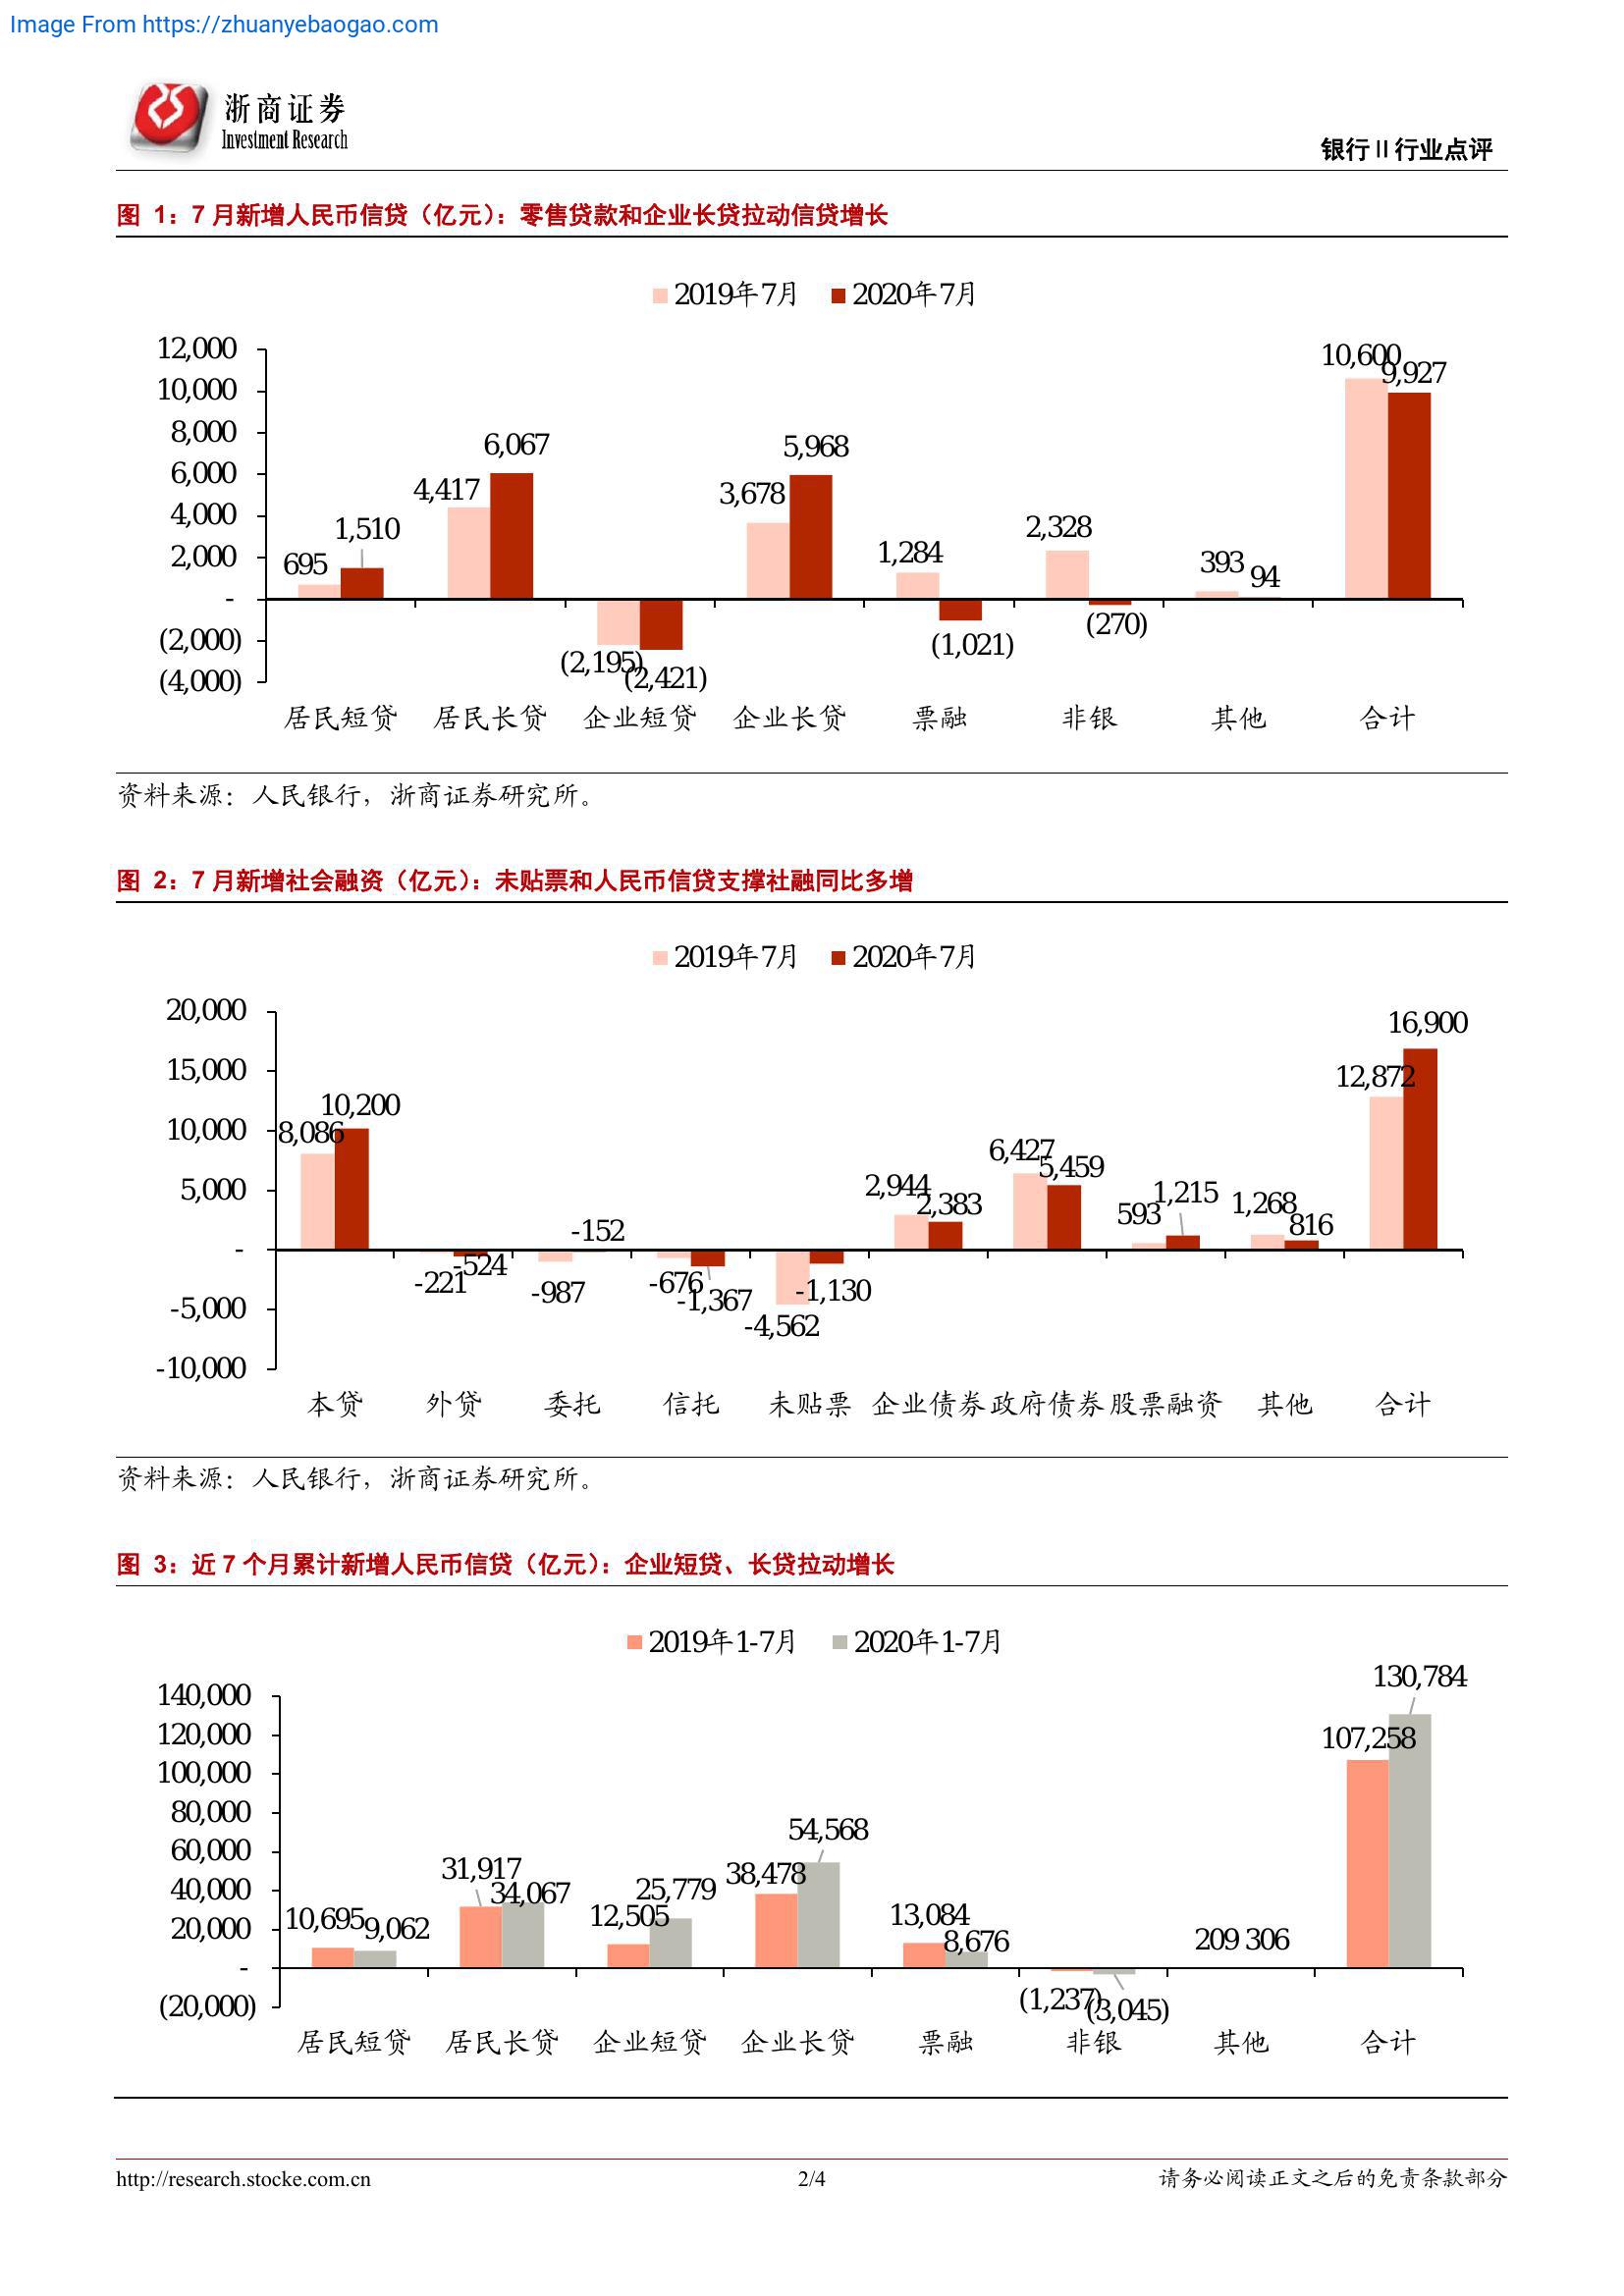 Image From https://zhuanyebaogao.com
浙商证券
Investment Research
银行Ⅱ行业点评
图 1：7 月新增人民币信贷（亿元）：零售贷款和企业长贷拉动信贷增长
2019年7月 2020年7月
12,000
10,000
8,000
6,000
4,000
2,000
-
(2,000)
(4,000)
695 1,510 4,417 6,067 (2,195) (2,421) 3,678 5,968 1,284 (1,021) 2,328 (270) 393 94 10,600 9,927
居民短贷 居民长贷 企业短贷 企业长贷 票融 非银 其他 合计
资料来源：人民银行，浙商证券研究所。
图 2：7 月新增社会融资（亿元）：未贴票和人民币信贷支撑社融同比多增
2019年7月 2020年7月
20,000
15,000
10,000
5,000
-
-5,000
-10,000
8,086 10,200 -221 -524 -987 -152 -676 -1,367 -4,562 -1,130 2,944 2,383 6,427 5,459 593 1,215 1,268 816 12,872 16,900
本贷 外贷 委托 信托 未贴票 企业债券 政府债券 股票融资 其他 合计
资料来源：人民银行，浙商证券研究所。
图 3：近 7 个月累计新增人民币信贷（亿元）：企业短贷、长贷拉动增长
2019年1-7月 2020年1-7月
140,000
120,000
100,000
80,000
60,000
40,000
20,000
-
(20,000)
10,695 9,062 31,917 34,067 12,505 25,779 38,478 54,568 13,084 8,676 (1,237) (3,045) 209 306 107,258 130,784
居民短贷 居民长贷 企业短贷 企业长贷 票融 非银 其他 合计
http://research.stocke.com.cn 2/4 请务必阅读正文之后的免责条款部分